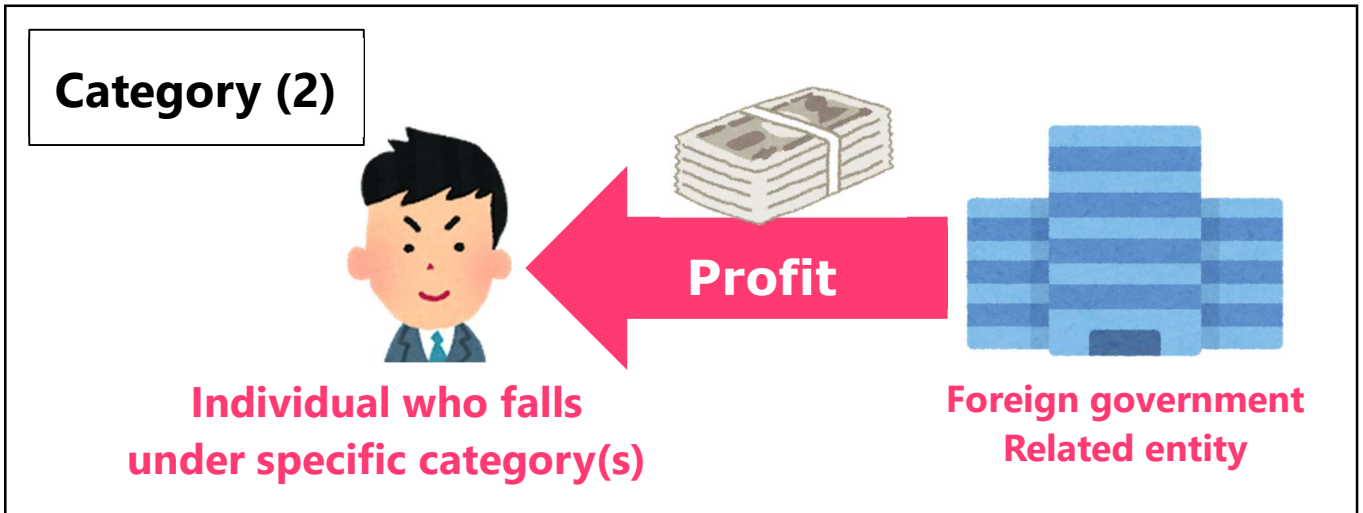 Category (2)
Profit
Individual who falls
under specific category(s)
Foreign government
Related entity